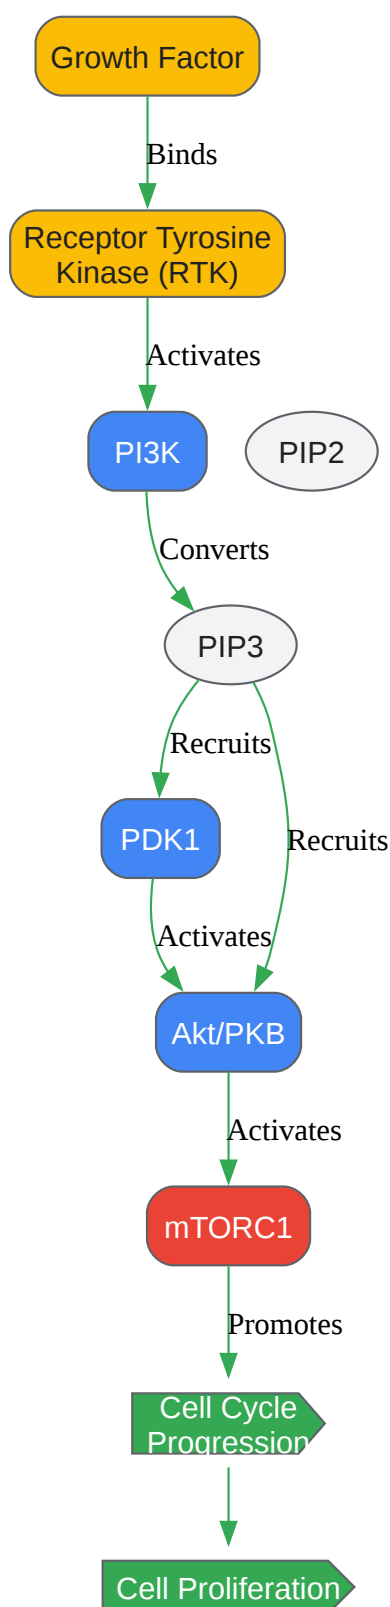 Growth Factor
Binds
Receptor Tyrosine
Kinase (RTK)
Activates
PI3K
PIP2
Converts
PIP3
Recruits
PDK1
Recruits
Activates
Akt/PKB
Activates
mTORC1
Promotes
Cell Cycle
Progression
Cell Proliferation